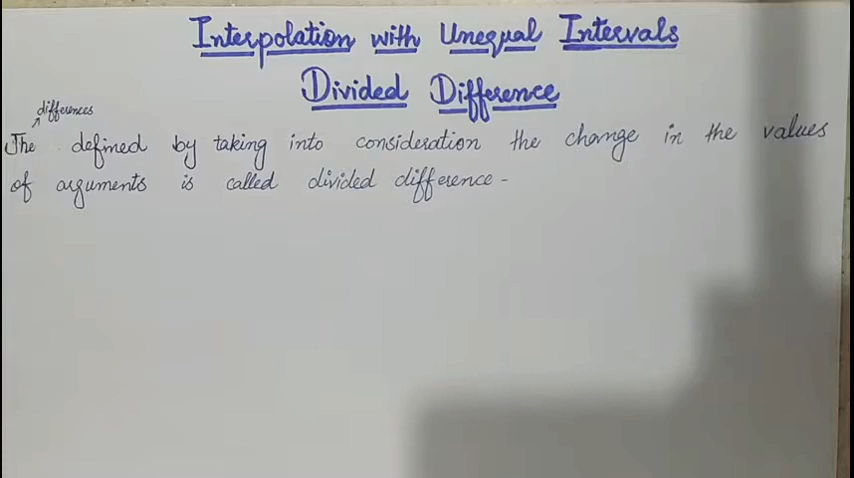 Interpolation with Unequal Intervals
Divided Difference
differences
The defined by taking into consideration the change in the values
of arguments is called divided difference -